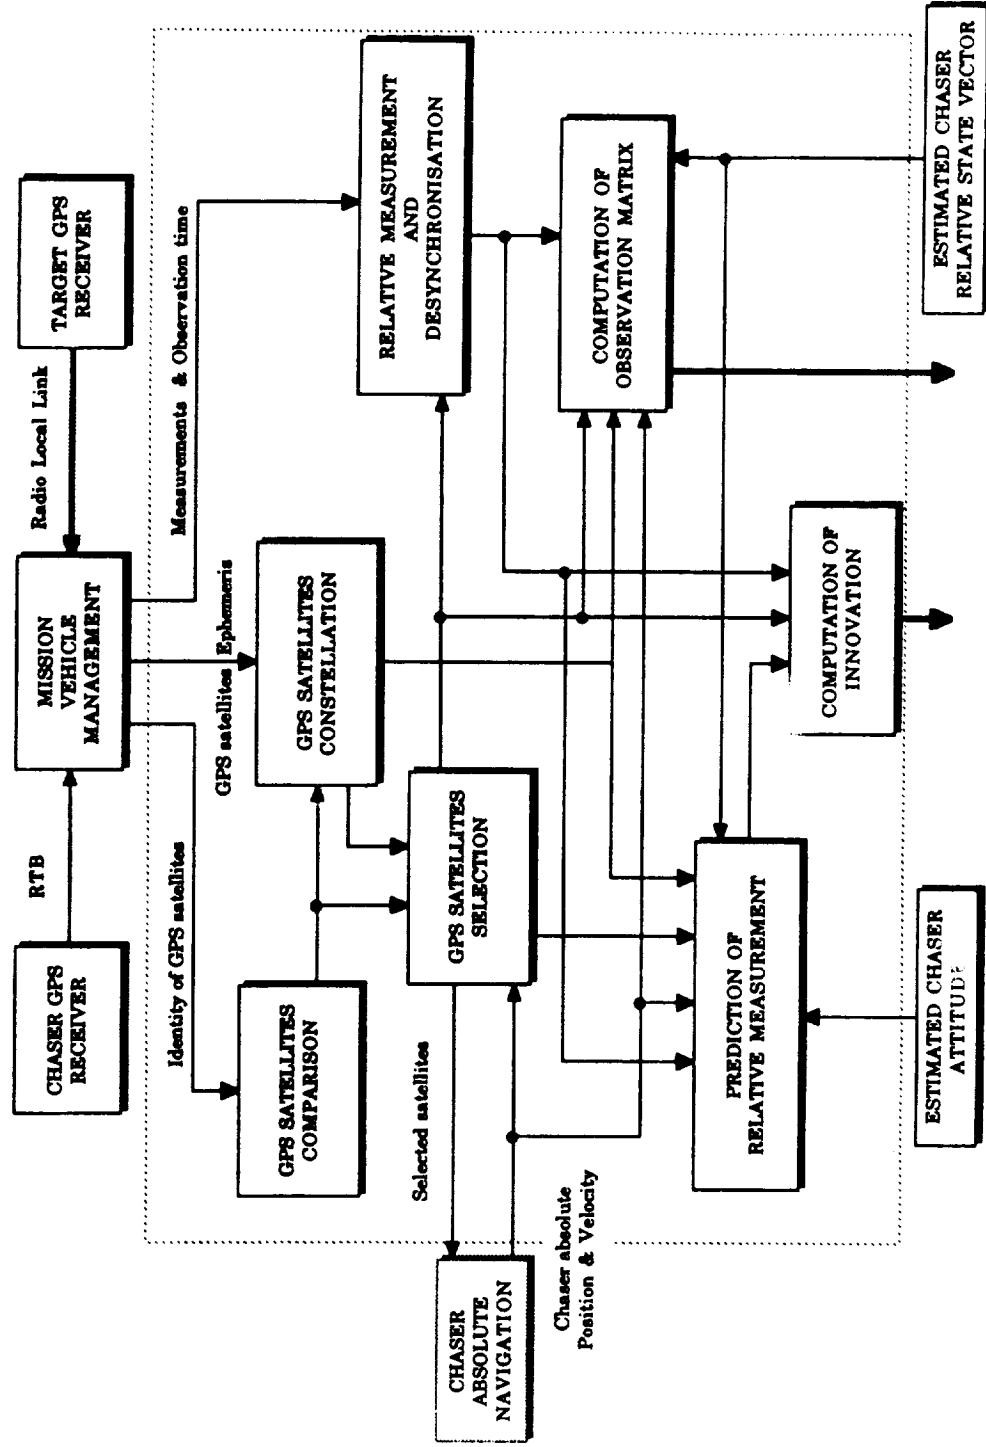 CHASER GPS
RECEIVER
RTB
MISSION
VEHICLE
MANAGEMENT
Radio Local Link
TARGET GPS
RECEIVER
Identity of GPS satellites
GPS satellites Ephemeris
Measurements & Observation time
GPS SATELLITES
COMPARISON
GPS SATELLITES
CONSTELLATION
RELATIVE MEASUREMENT
AND
DESYNCHRONISATION
Selected satellites
GPS SATELLITES
SELECTION
CHASER
ABSOLUTE
NAVIGATION
Chaser absolute
Position & Velocity
COMPUTATION OF
OBSERVATION MATRIX
PREDICTION OF
RELATIVE MEASUREMENT
COMPUTATION OF
INNOVATION
ESTIMATED CHASER
ATTITUDE
ESTIMATED CHASER
RELATIVE STATE VECTOR